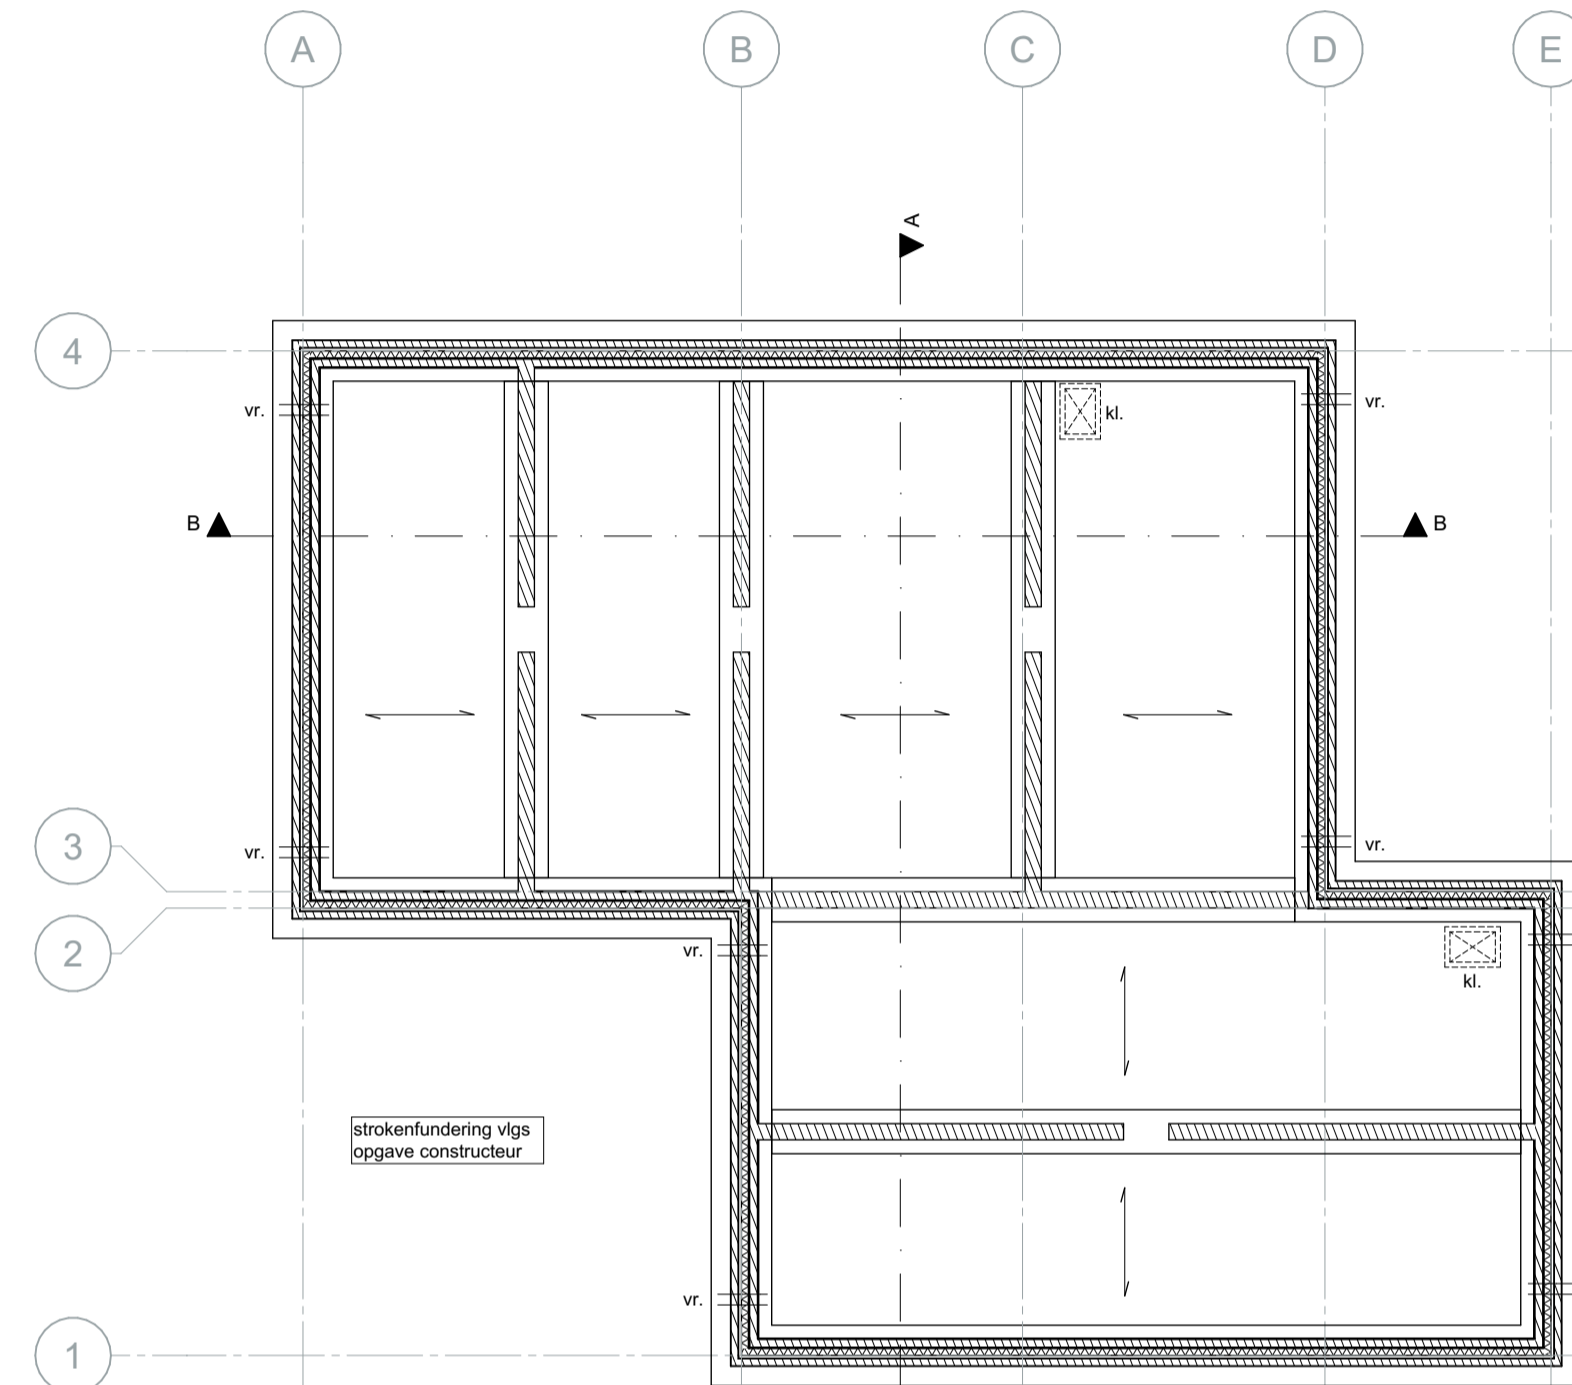 A
B
C
D
E
A
4
vr.
kl.
vr.
B
B
3
vr.
vr.
2
vr.
kl.
strokenfundering vlgs
opgave constructeur
vr.
1